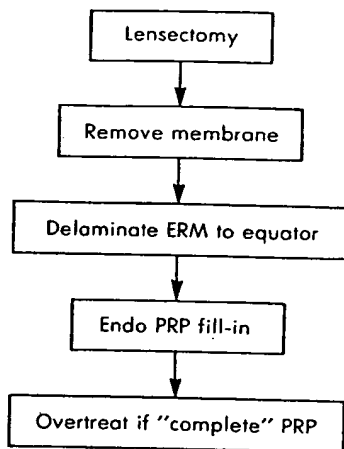 Lensectomy
Remove membrane
Delaminate ERM to equator
Endo PRP fill-in
Overtreat if "complete" PRP